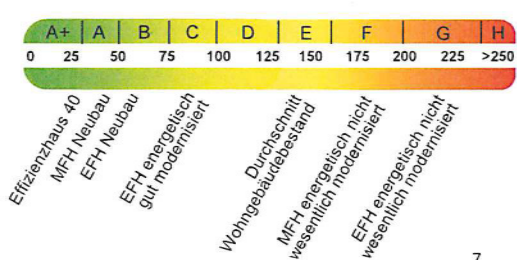 A+ A B C D E F G H
0 25 50 75 100 125 150 175 200 225 >250
Effizienzhaus 40
MFH Neubau
EFH Neubau
EFH energetisch
gut modernisiert
Durchschnitt
Wohngebäudebestand
MFH energetisch nicht
wesentlich modernisiert
EFH energetisch nicht
wesentlich modernisiert
7